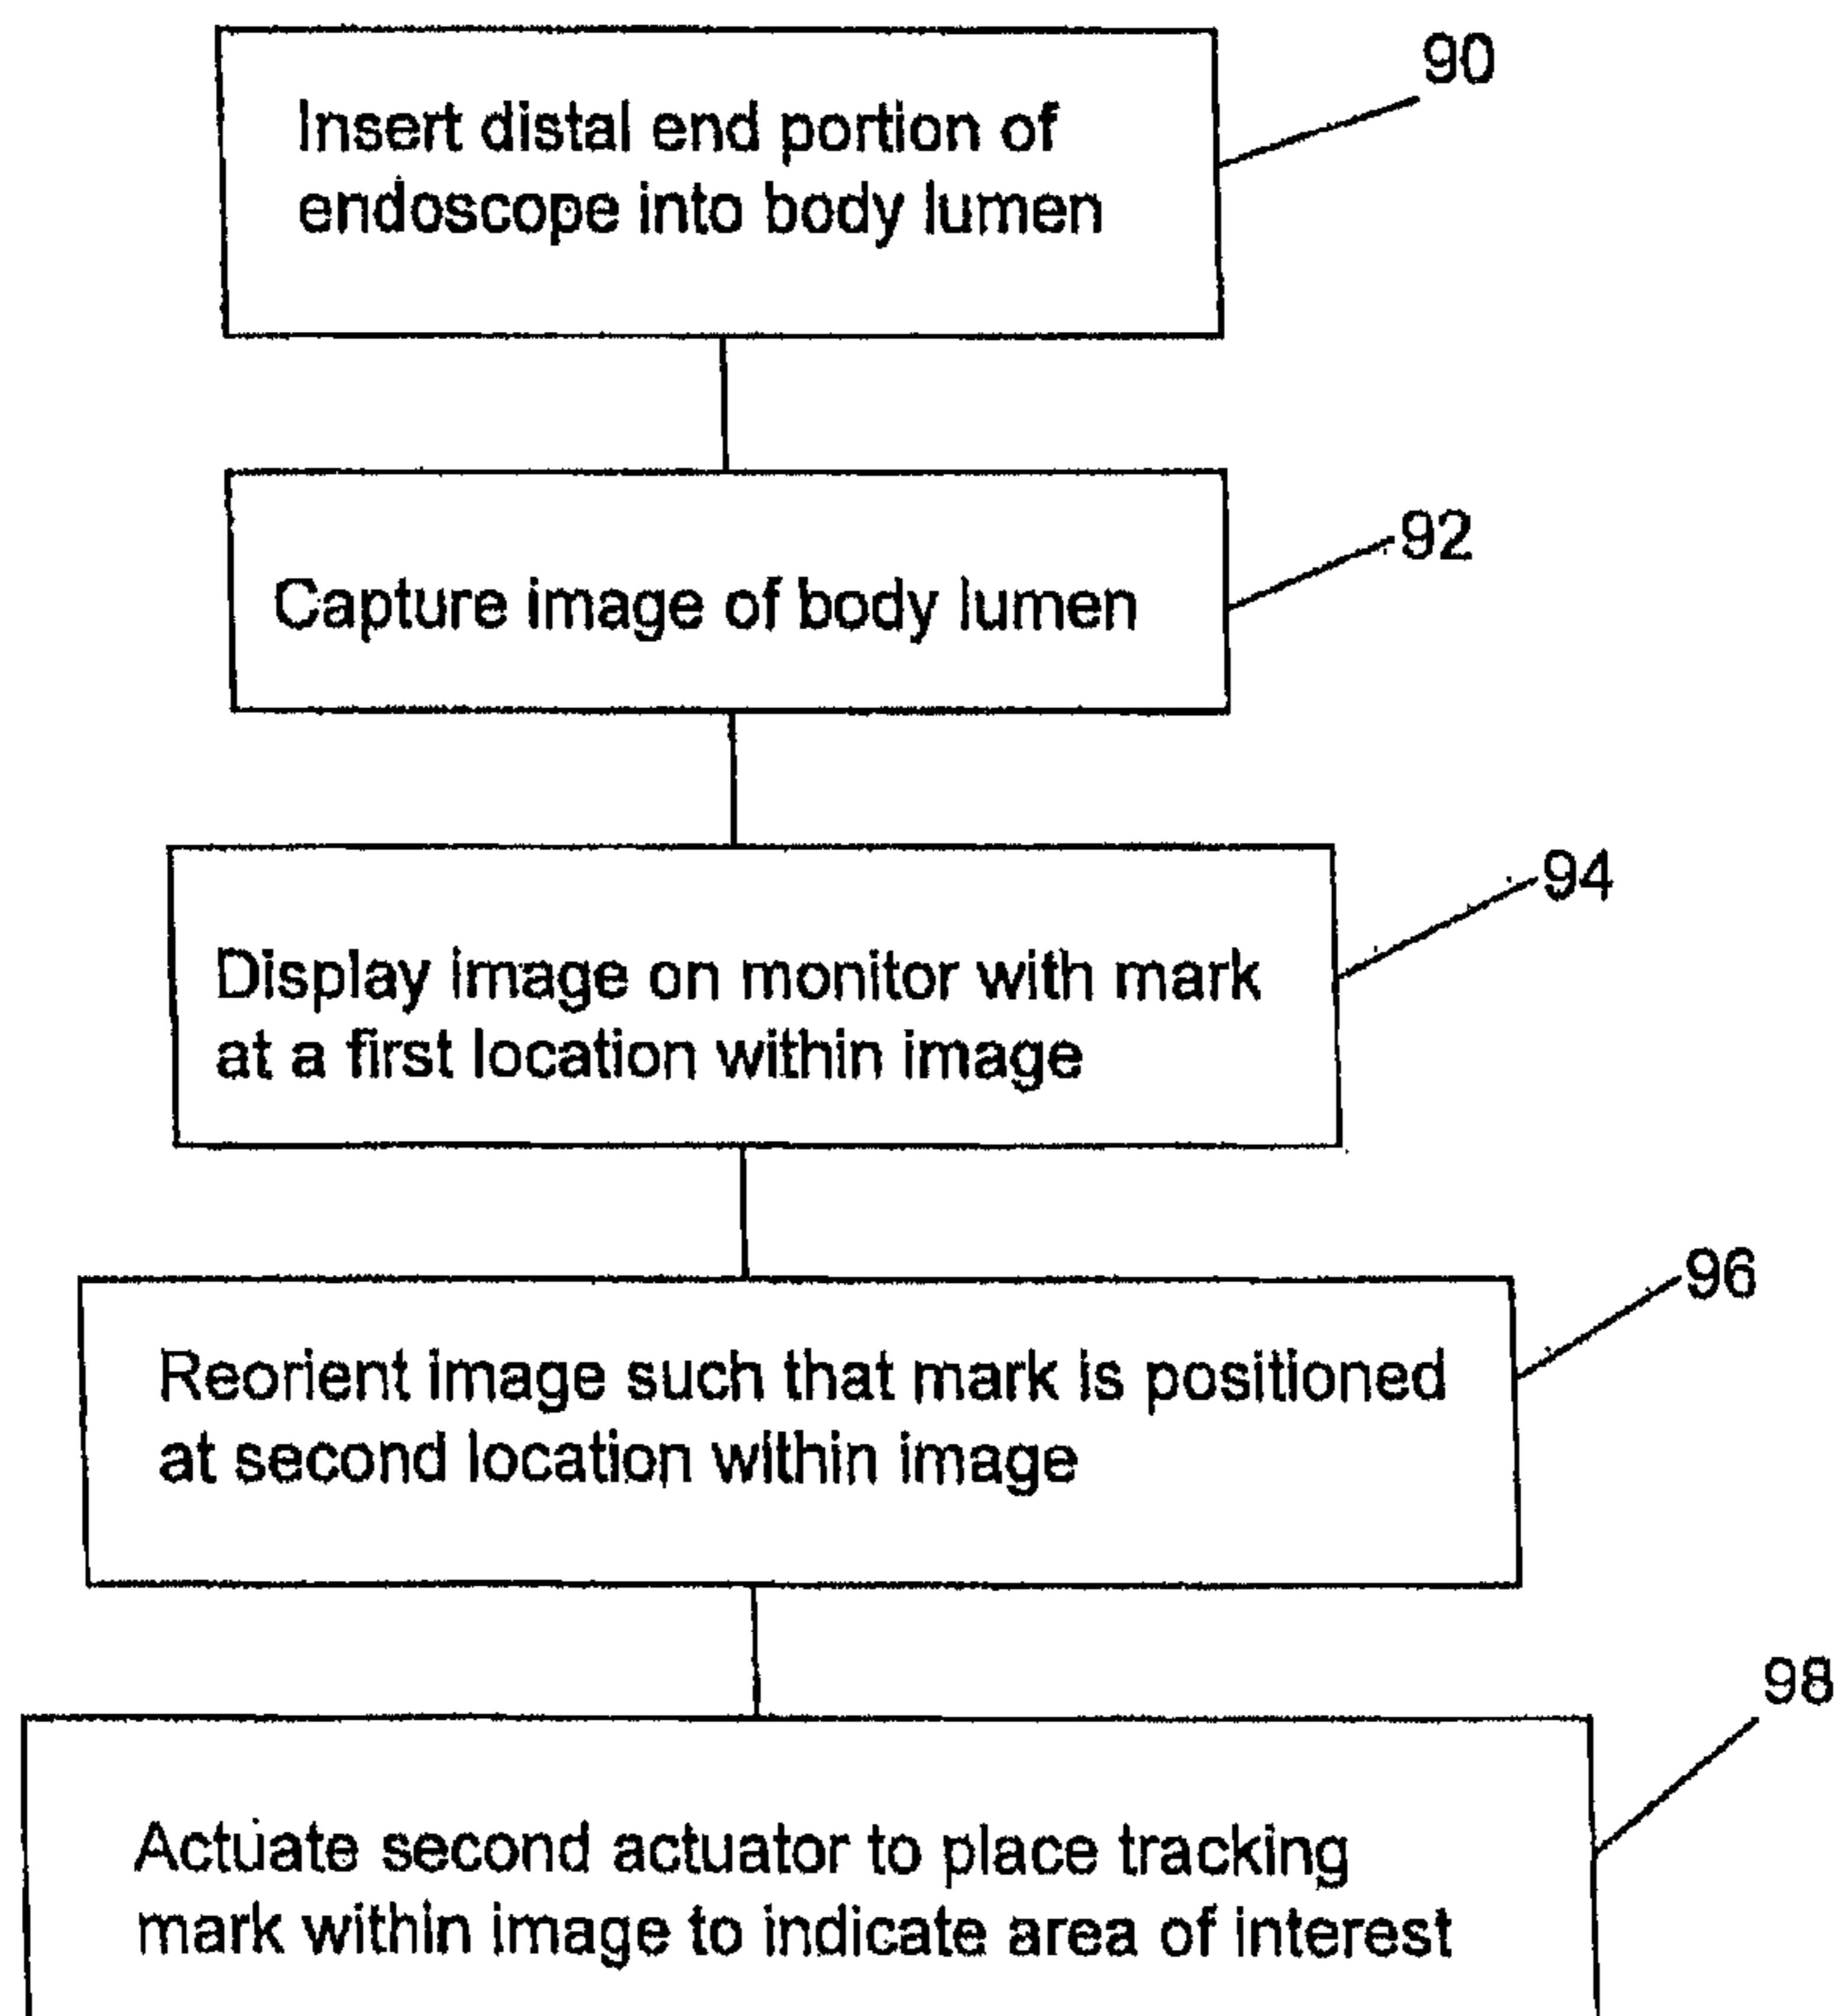 90
Insert distal end portion of
endoscope into body lumen
92
Capture image of body lumen
94
Display image on monitor with mark
at a first location within image
96
Reorient image such that mark is positioned
at second location within image
98
Actuate second actuator to place tracking
mark within image to indicate area of interest